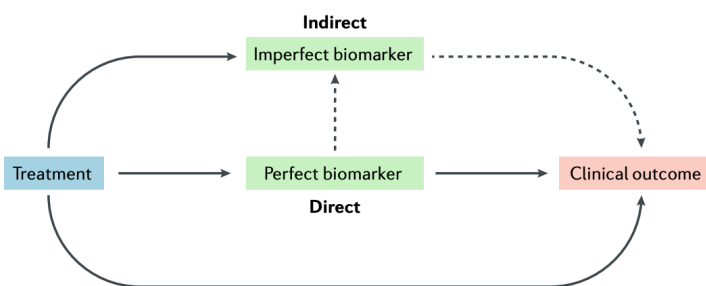 Indirect
Imperfect biomarker
Treatment
Perfect biomarker
Clinical outcome
Direct